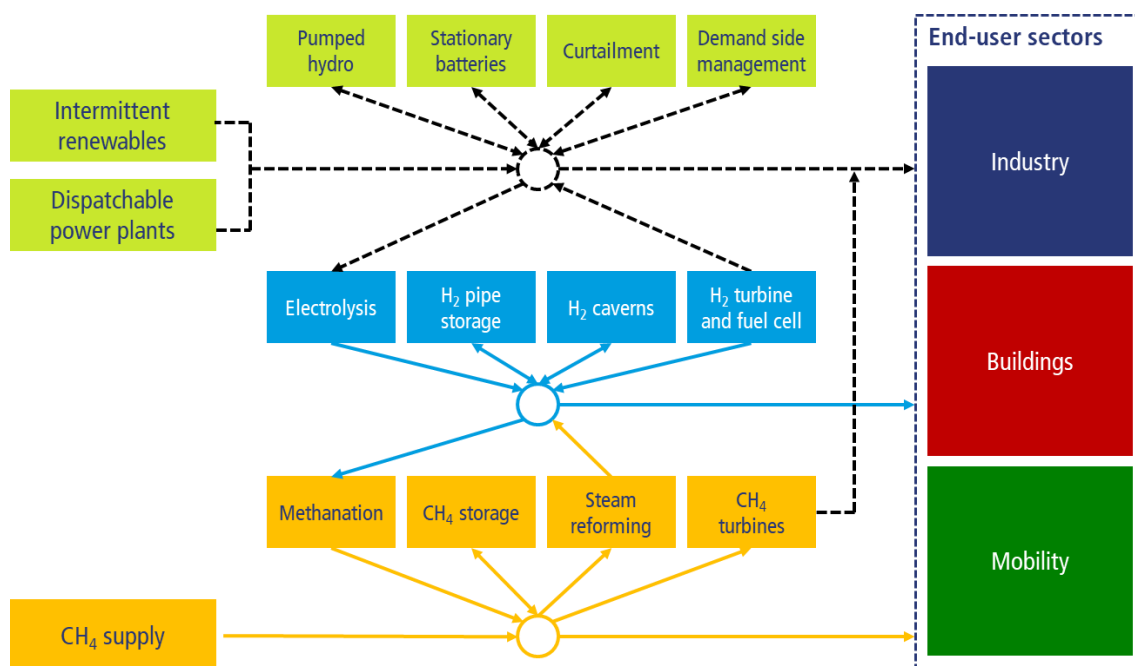 Pumped
hydro
Stationary
batteries
Curtailment
Demand side
management
End-user sectors
Intermittent
renewables
Dispatchable
power plants
Industry
Electrolysis
H₂ pipe
storage
H₂ caverns
H₂ turbine
and fuel cell
Buildings
Methanation
CH₄ storage
Steam
reforming
CH₄
turbines
Mobility
CH₄ supply